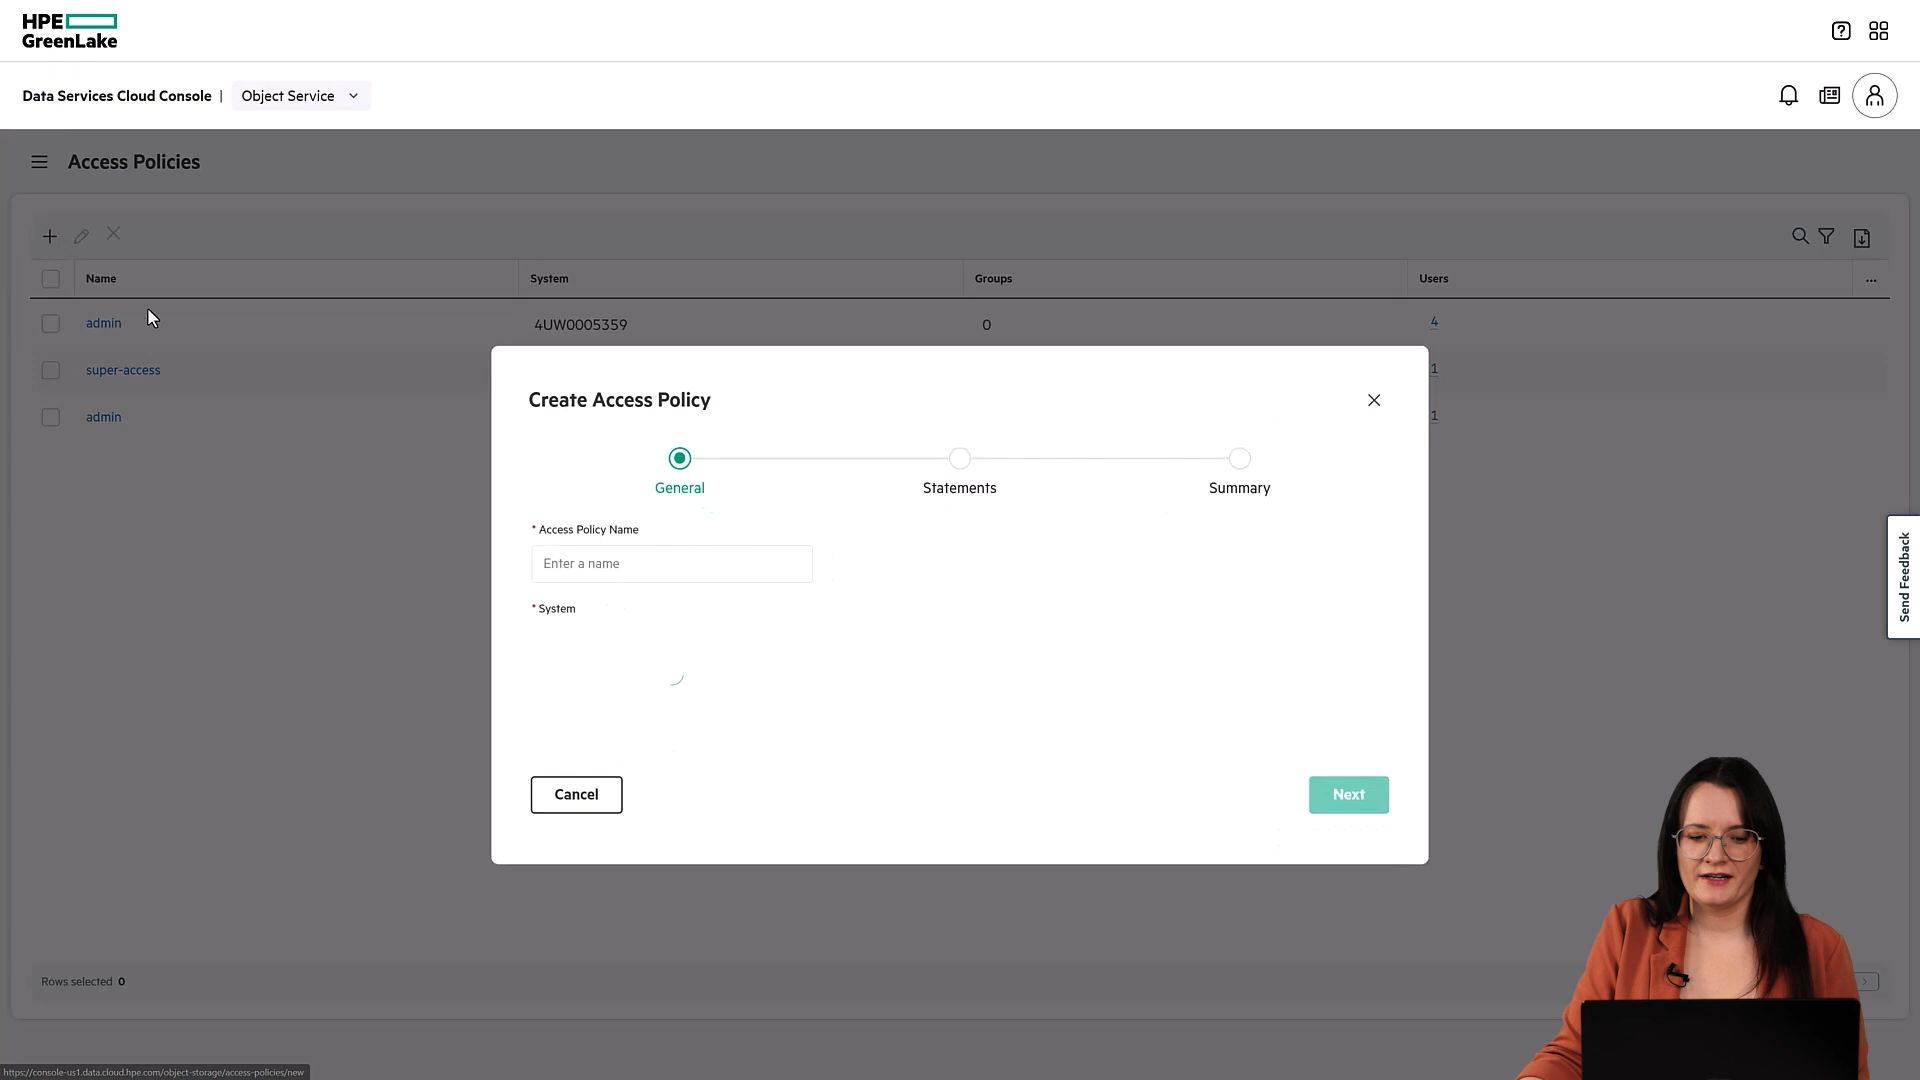 HPE
GreenLake
Data Services Cloud Console | Object Service
Access Policies
Name System Groups Users ...
admin 4UW0005359 0 4
super-access 1
admin 1
Create Access Policy
General Statements Summary
* Access Policy Name
Enter a name
* System
Cancel Next
Send Feedback
Rows selected 0
https://console-us1.data.cloud.hpe.com/object-storage/access-policies/new